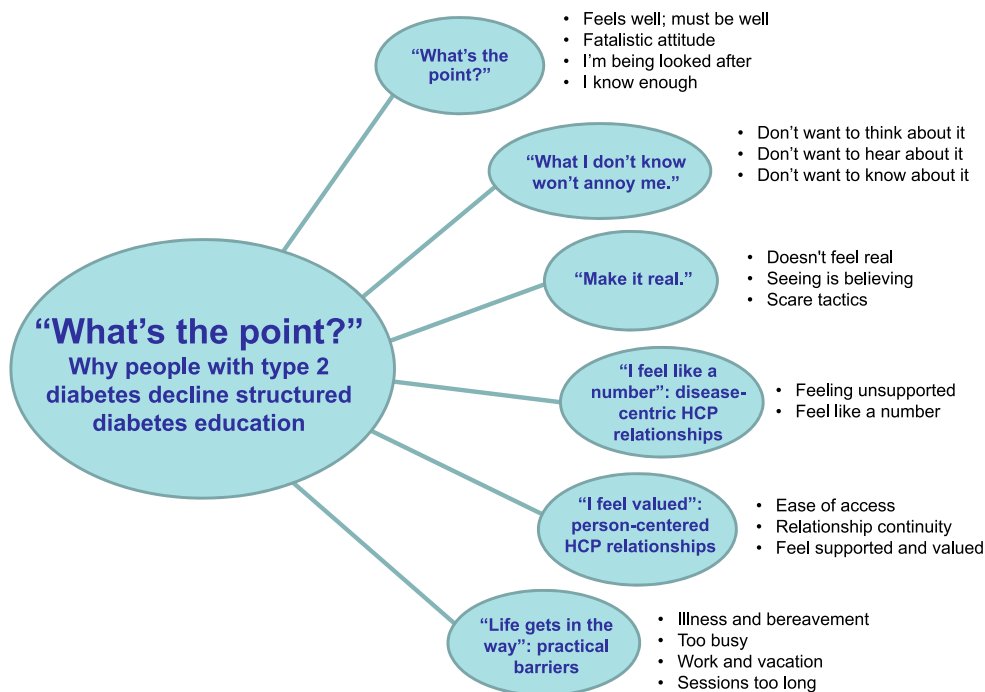 “What’s the
point?”
• Feels well; must be well
• Fatalistic attitude
• I’m being looked after
• I know enough
“What I don’t know
won’t annoy me.”
• Don’t want to think about it
• Don’t want to hear about it
• Don’t want to know about it
“Make it real.”
• Doesn't feel real
• Seeing is believing
• Scare tactics
“What’s the point?”
Why people with type 2
diabetes decline structured
diabetes education
“I feel like a
number”: disease-
centric HCP
relationships
• Feeling unsupported
• Feel like a number
“I feel valued”:
person-centered
HCP relationships
• Ease of access
• Relationship continuity
• Feel supported and valued
“Life gets in the
way”: practical
barriers
• Illness and bereavement
• Too busy
• Work and vacation
• Sessions too long